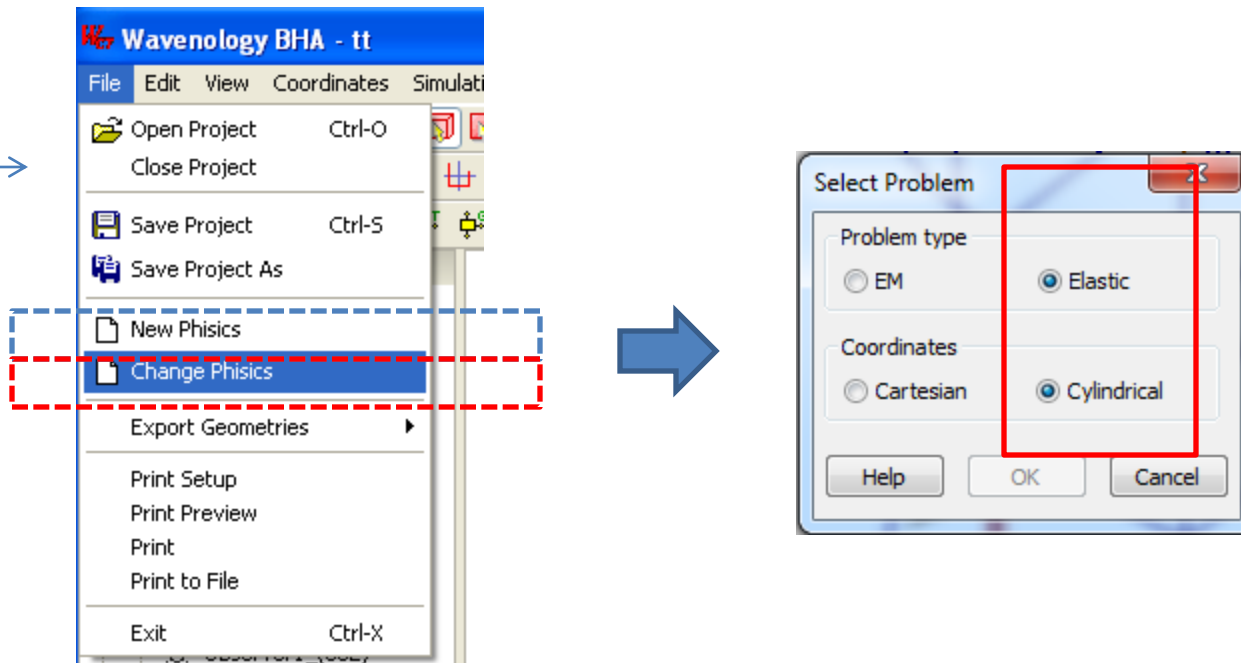 Wavenology BHA - tt
File Edit View Coordinates
Open Project Ctrl-O
Close Project
Save Project Ctrl-S
Save Project As
New Phisics
Change Phisics
Export Geometries
Print Setup
Print Preview
Print
Print to File
Exit Ctrl-X
Select Problem
Problem type
EM Elastic
Coordinates
Cartesian Cylindrical
Help OK Cancel